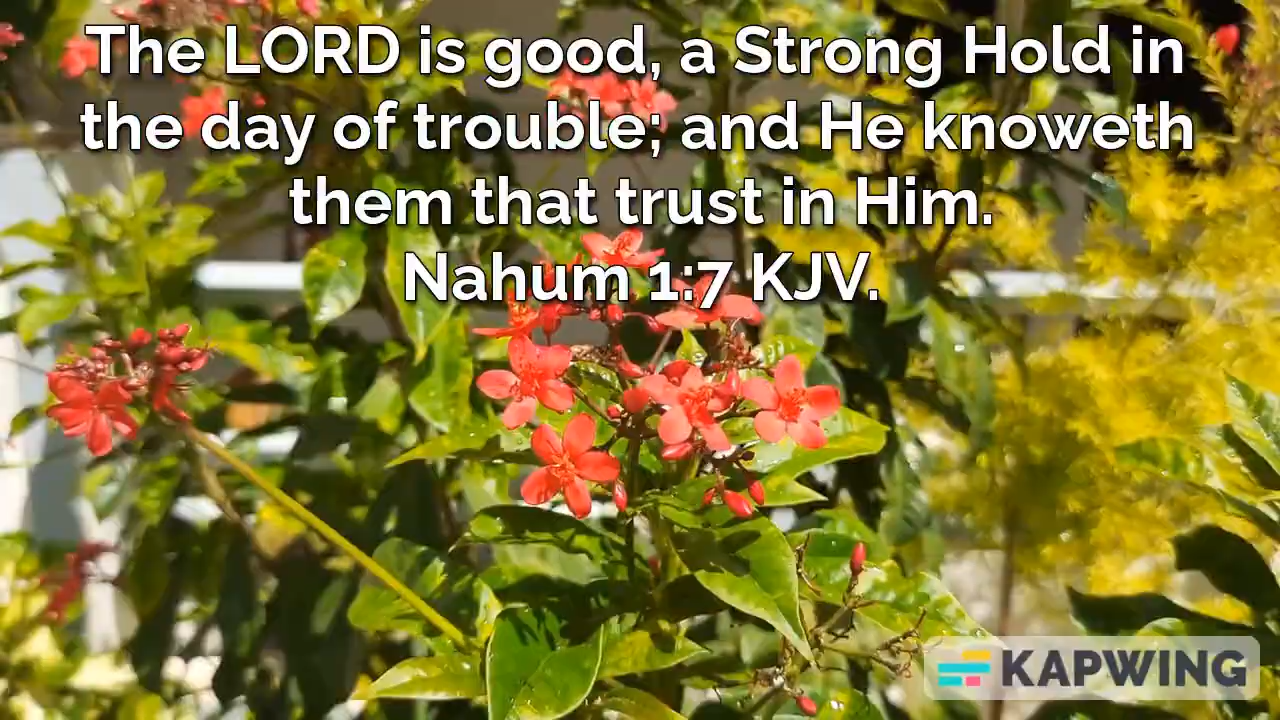 The LORD is good, a Strong Hold in
the day of trouble; and He knoweth
them that trust in Him.
Nahum 1:7 KJV.
KAPWING